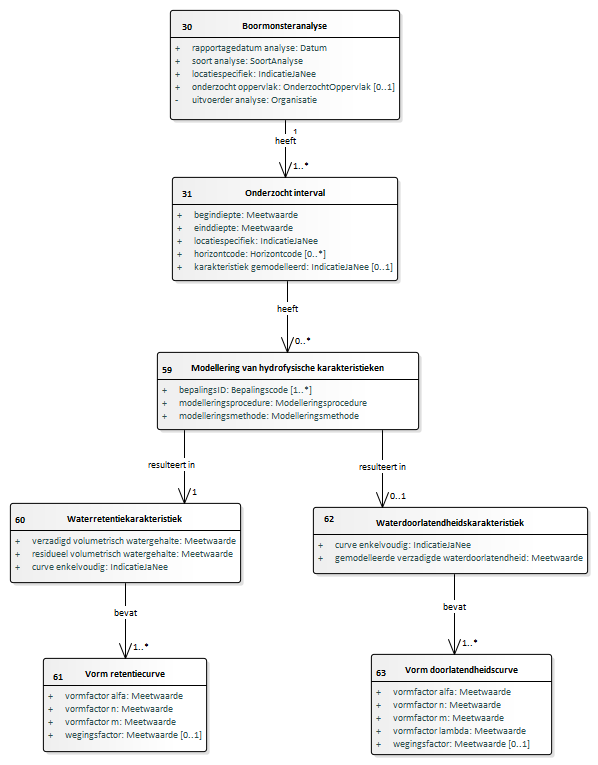 30 Boormonsteranalyse
+ rapportagedatum analyse: Datum
+ soort analyse: SoortAnalyse
+ locatiespecifiek: IndicatieJaNee
+ onderzocht oppervlak: OnderzochtOppervlak [0..1]
- uitvoerder analyse: Organisatie
1
heeft
1..*
31 Onderzocht interval
+ begindiepte: Meetwaarde
+ einddiepte: Meetwaarde
+ locatiespecifiek: IndicatieJaNee
+ horizontcode: Horizontcode [0..*]
+ karakteristiek gemodelleerd: IndicatieJaNee [0..1]
heeft
0..*
59 Modellering van hydrofysische karakteristieken
+ bepalingsID: Bepalingscode [1..*]
+ modelleringsprocedure: Modelleringsprocedure
+ modelleringsmethode: Modelleringsmethode
resulteert in
1
resulteert in
0..1
60 Waterretentiekarakteristiek
+ verzadigd volumetrisch watergehalte: Meetwaarde
+ residueel volumetrisch watergehalte: Meetwaarde
+ curve enkelvoudig: IndicatieJaNee
62 Waterdoorlatendheidskarakteristiek
+ curve enkelvoudig: IndicatieJaNee
+ gemodelleerde verzadigde waterdoorlatendheid: Meetwaarde
bevat
1..*
bevat
1..*
61 Vorm retentiecurve
+ vormfactor alfa: Meetwaarde
+ vormfactor n: Meetwaarde
+ vormfactor m: Meetwaarde
+ wegingsfactor: Meetwaarde [0..1]
63 Vorm doorlatendheidscurve
+ vormfactor alfa: Meetwaarde
+ vormfactor n: Meetwaarde
+ vormfactor m: Meetwaarde
+ vormfactor lambda: Meetwaarde
+ wegingsfactor: Meetwaarde [0..1]